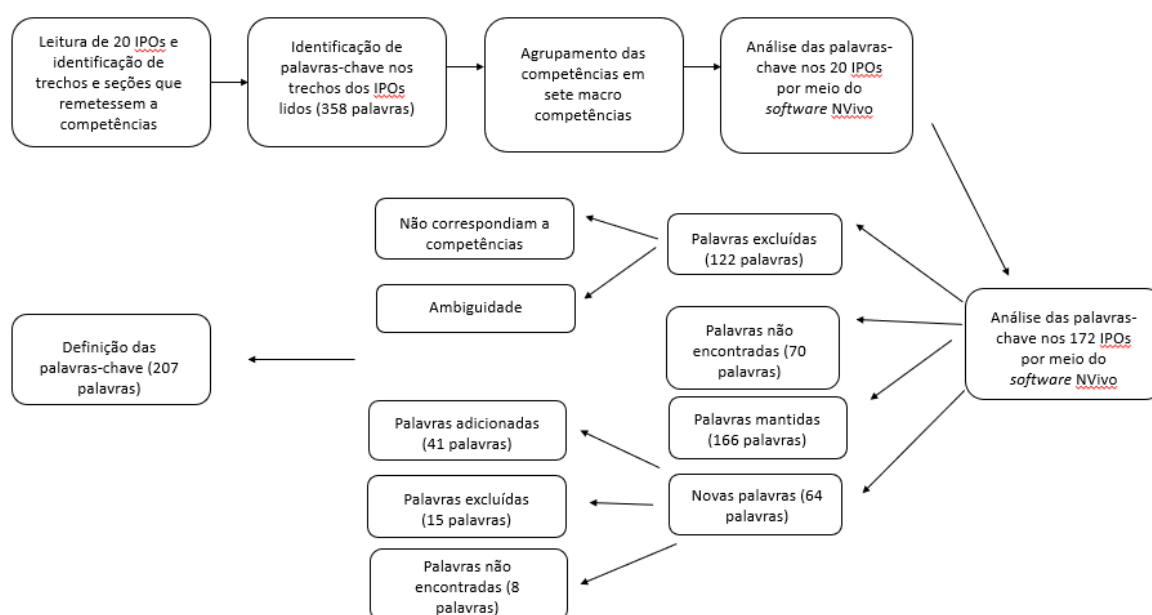 Leitura de 20 IPOs e
identificação de
trechos e seções que
remetessem a
competências
Identificação de
palavras-chave nos
trechos dos IPOs
lidos (358 palavras)
Agrupamento das
competências em
sete macro
competências
Análise das palavras-
chave nos 20 IPOs
por meio do
software NVivo
Não correspondiam a
competências
Palavras excluídas
(122 palavras)
Ambiguidade
Análise das palavras-
chave nos 172 IPOs
por meio do
software NVivo
Palavras não
encontradas (70
palavras)
Definição das
palavras-chave (207
palavras)
Palavras mantidas
(166 palavras)
Palavras adicionadas
(41 palavras)
Novas palavras (64
palavras)
Palavras excluídas
(15 palavras)
Palavras não
encontradas (8
palavras)